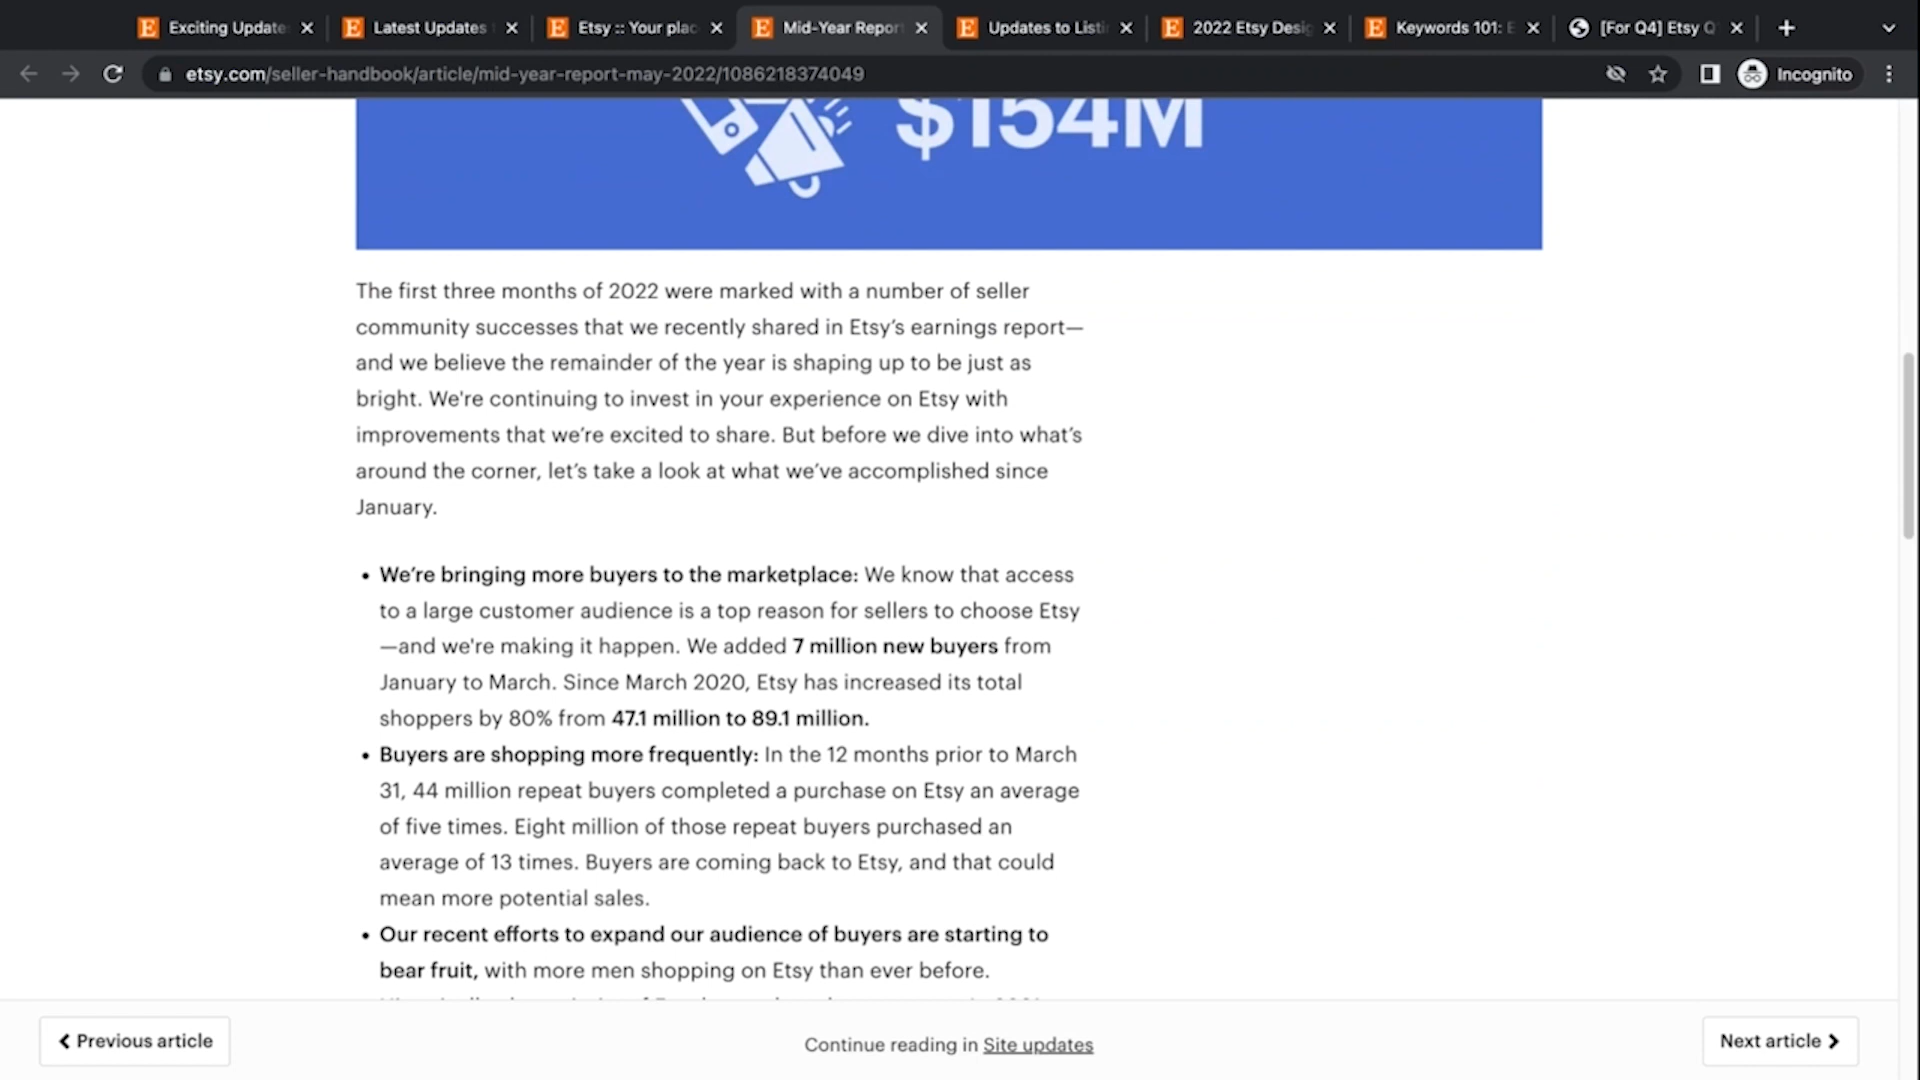 Exciting Update
Latest Updates
Etsy :: Your plac
Mid-Year Repor
Updates to Listi
2022 Etsy Desig
Keywords 101: E
[For Q4] Etsy Q
etsy.com/seller-handbook/article/mid-year-report-may-2022/1086218374049
Incognito
$154M
The first three months of 2022 were marked with a number of seller
community successes that we recently shared in Etsy’s earnings report—
and we believe the remainder of the year is shaping up to be just as
bright. We're continuing to invest in your experience on Etsy with
improvements that we’re excited to share. But before we dive into what’s
around the corner, let’s take a look at what we’ve accomplished since
January.
• We’re bringing more buyers to the marketplace: We know that access
to a large customer audience is a top reason for sellers to choose Etsy
—and we're making it happen. We added 7 million new buyers from
January to March. Since March 2020, Etsy has increased its total
shoppers by 80% from 47.1 million to 89.1 million.
• Buyers are shopping more frequently: In the 12 months prior to March
31, 44 million repeat buyers completed a purchase on Etsy an average
of five times. Eight million of those repeat buyers purchased an
average of 13 times. Buyers are coming back to Etsy, and that could
mean more potential sales.
• Our recent efforts to expand our audience of buyers are starting to
bear fruit, with more men shopping on Etsy than ever before.
Previous article
Continue reading in Site updates
Next article